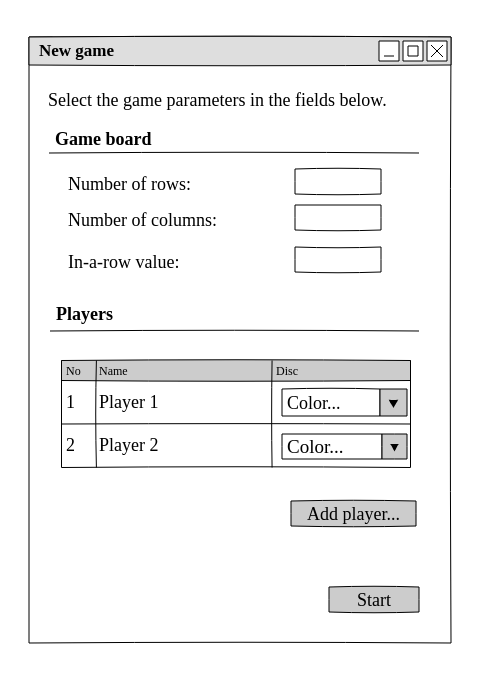 New game
Select the game parameters in the fields below.
Game board
Number of rows:
Number of columns:
In-a-row value:
Players
No Name Disc
1 Player 1 Color...
2 Player 2 Color...
Add player...
Start